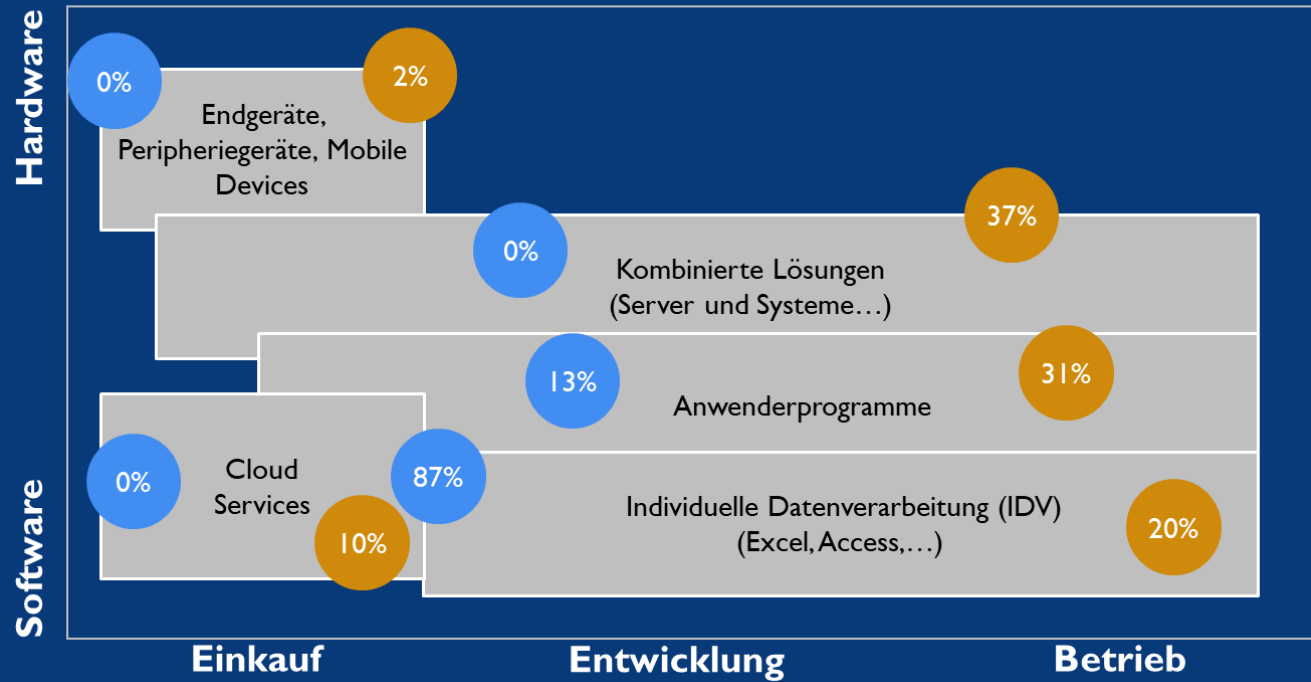 Hardware
0%
2%
Endgeräte,
Peripheriegeräte, Mobile
Devices
0%
37%
Kombinierte Lösungen
(Server und Systeme…)
13%
31%
Anwenderprogramme
Software
0%
Cloud
Services
10%
87%
Individuelle Datenverarbeitung (IDV)
(Excel, Access,…)
20%
Einkauf
Entwicklung
Betrieb